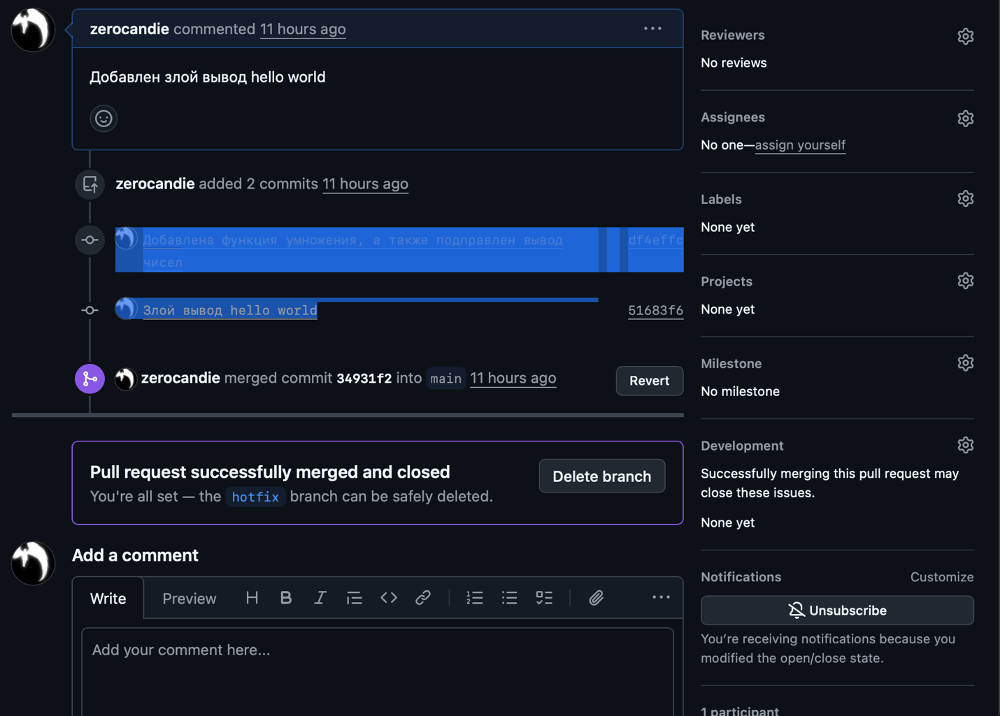 zerocandie commented 11 hours ago
Добавлен злой вывод hello world
zerocandie added 2 commits 11 hours ago
Добавлена функция умножения, а также подправлен вывод
чисел
df4effc
Злой вывод hello world
51683f6
zerocandie merged commit 34931f2 into main 11 hours ago
Revert
Pull request successfully merged and closed
You're all set — the hotfix branch can be safely deleted.
Delete branch
Add a comment
Write
Preview
Add your comment here...
Reviewers
No reviews
Assignees
No one—assign yourself
Labels
None yet
Projects
None yet
Milestone
No milestone
Development
Successfully merging this pull request may
close these issues.
None yet
Notifications
Customize
Unsubscribe
You’re receiving notifications because you
modified the open/close state.
1 participant